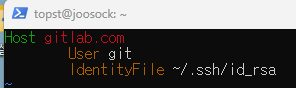 topst@joosock: ~
Host gitlab.com
User git
IdentityFile ~/.ssh/id_rsa
~